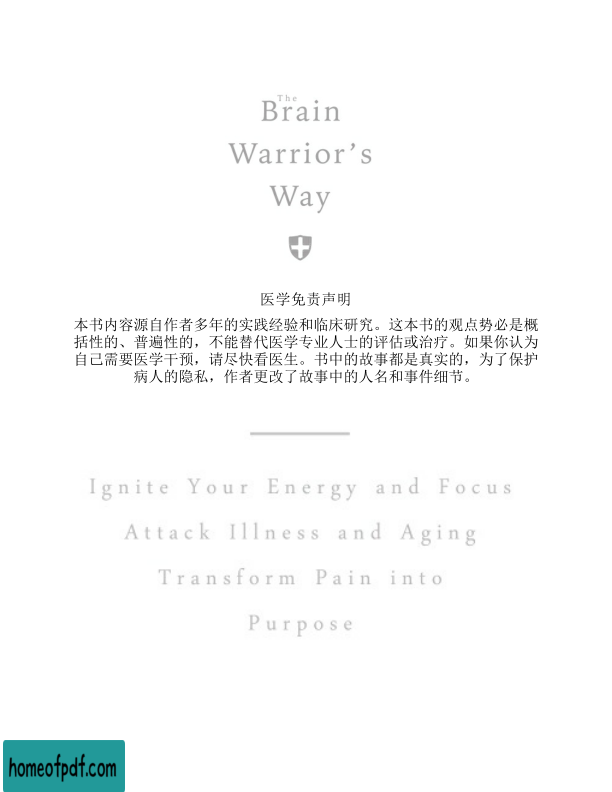 The
Brain
Warrior’s
Way
医学免责声明
本书内容源自作者多年的实践经验和临床研究。这本书的观点势必是概
括性的、普遍性的，不能替代医学专业人士的评估或治疗。如果你认为
自己需要医学干预，请尽快看医生。书中的故事都是真实的，为了保护
病人的隐私，作者更改了故事中的人名和事件细节。
Ignite Your Energy and Focus
Attack Illness and Aging
Transform Pain into
Purpose
homeofpdf.com